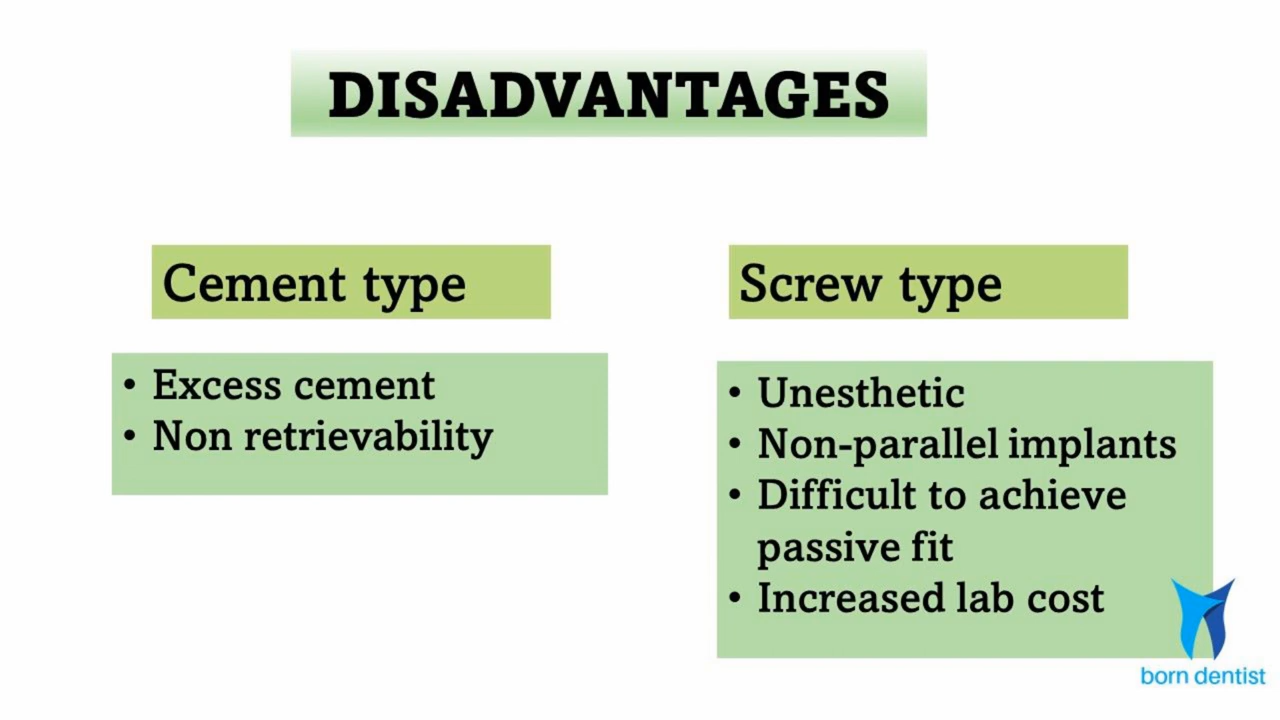 DISADVANTAGES
Cement type
• Excess cement
• Non retrievability
Screw type
• Unesthetic
• Non-parallel implants
• Difficult to achieve
passive fit
• Increased lab cost
born dentist